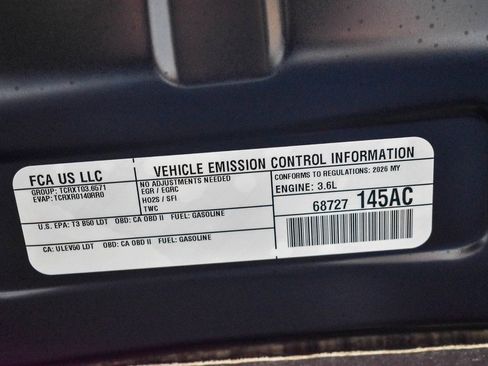 FCA US LLC
GROUP: TCRXT03.6S71
EVAP: TCRXR0140RR0
VEHICLE EMISSION CONTROL INFORMATION
NO ADJUSTMENTS NEEDED
EGR / EGRC
HO2S / SFI
TWC
CONFORMS TO REGULATIONS: 2026 MY
ENGINE: 3.6L
68727 145AC
U.S. EPA: T3 B50 LDT OBD: CA OBD II FUEL: GASOLINE
CA: ULEV50 LDT OBD: CA OBD II FUEL: GASOLINE